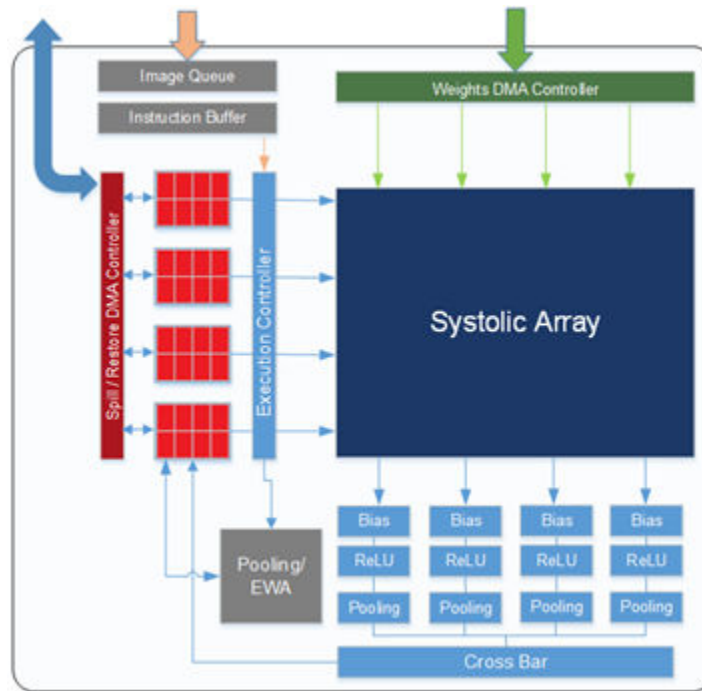 Image Queue
Weights DMA Controller
Instruction Buffer
Spill / Restore DMA Controller
Execution Controller
Systolic Array
Bias
Bias
Bias
Bias
ReLU
ReLU
ReLU
ReLU
Pooling/
EWA
Pooling
Pooling
Pooling
Pooling
Cross Bar